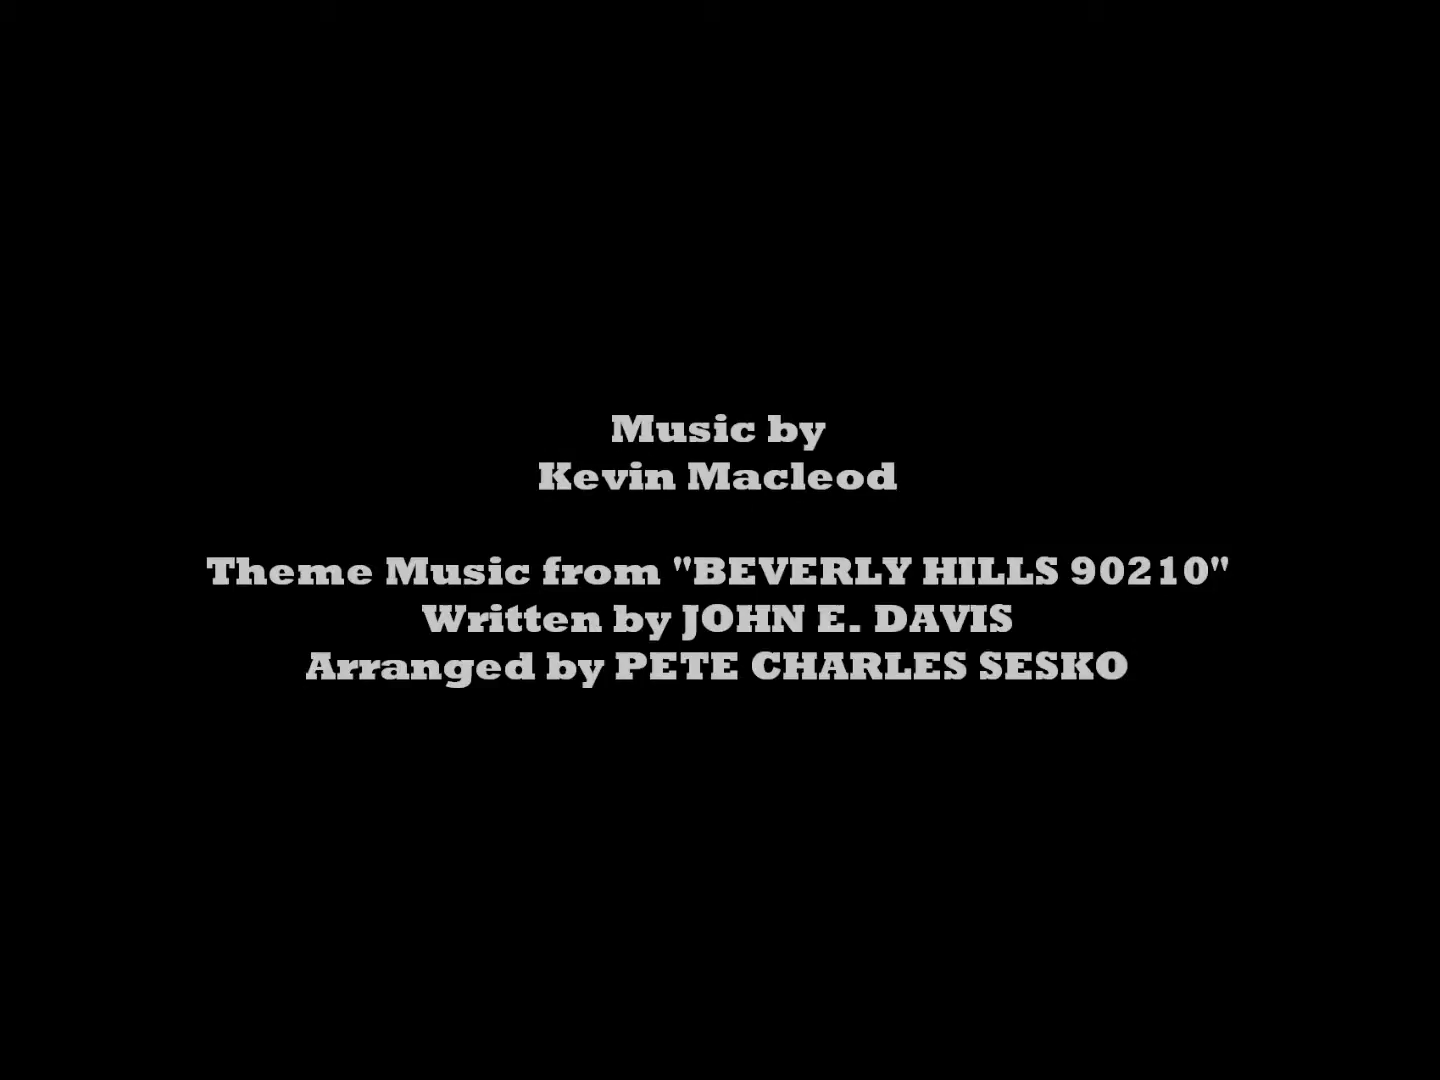 Music by
Kevin Macleod
Theme Music from "BEVERLY HILLS 90210"
Written by JOHN E. DAVIS
Arranged by PETE CHARLES SESKO